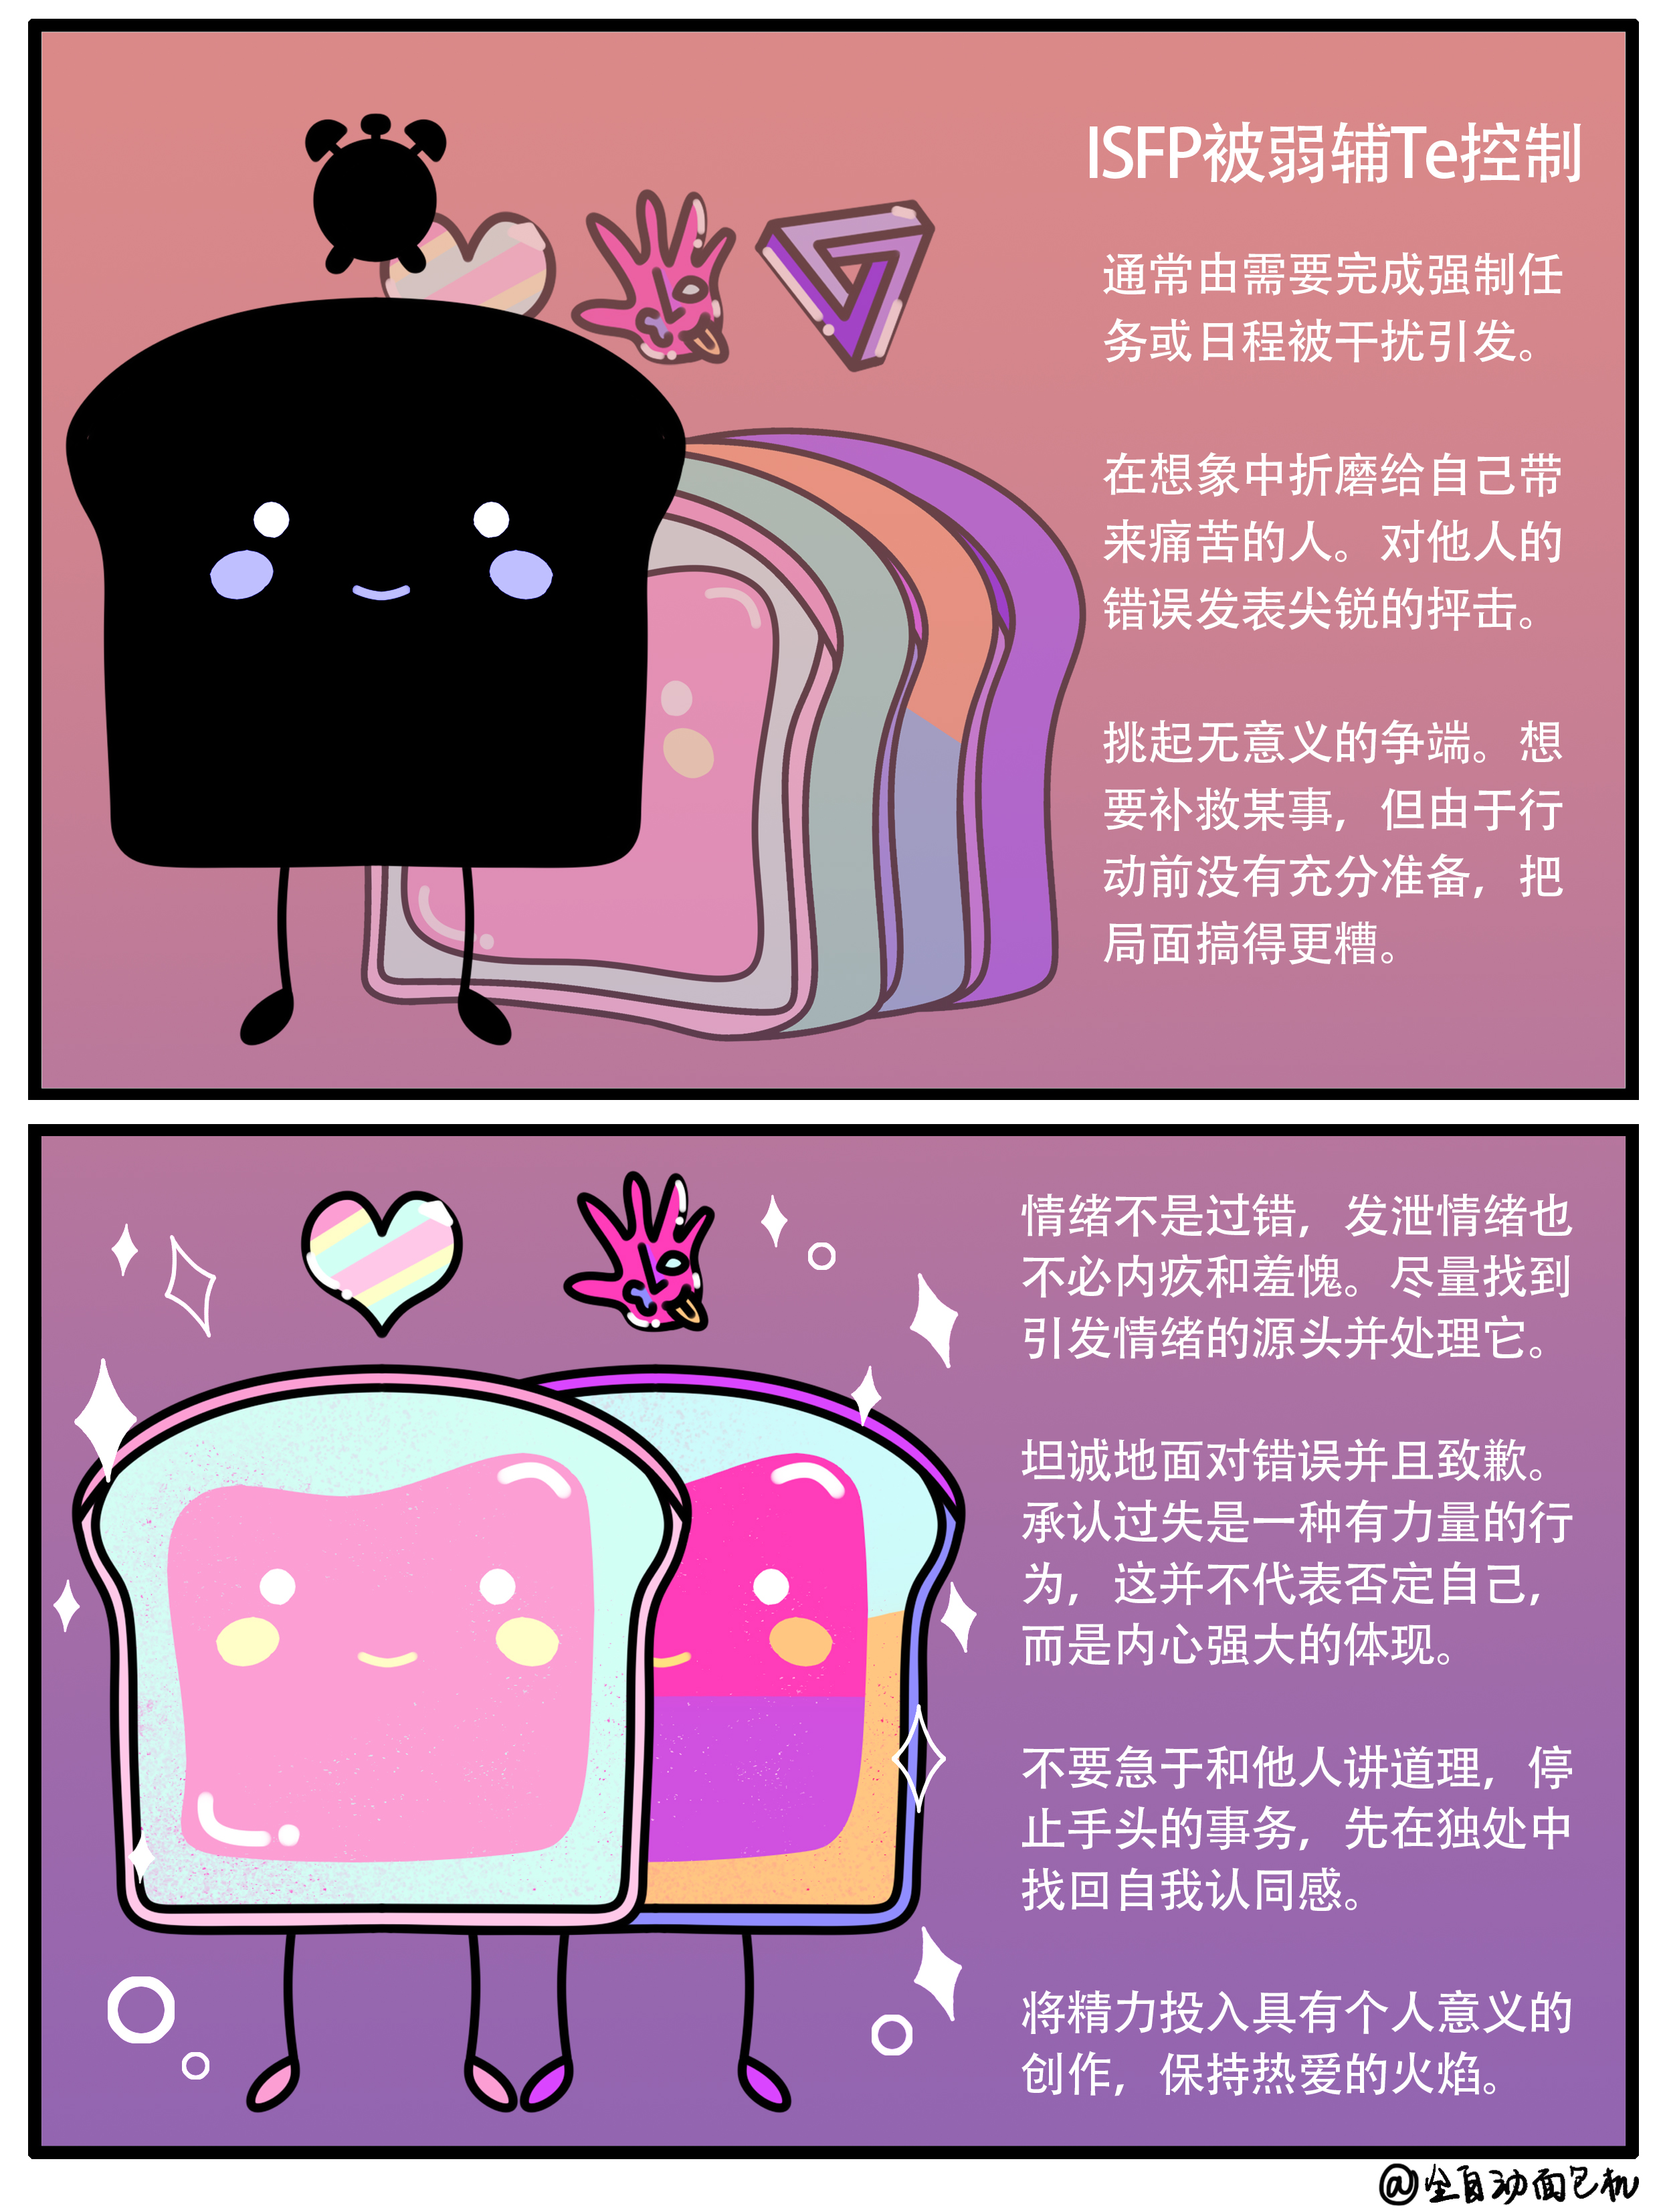 ISFP被弱辅Te控制
通常由需要完成强制任
务或日程被干扰引发。
在想象中折磨给自己带
来痛苦的人。对他人的
错误发表尖锐的抨击。
挑起无意义的争端。想
要补救某事，但由于行
动前没有充分准备，把
局面搞得更糟。
情绪不是过错，发泄情绪也
不必内疚和羞愧。尽量找到
引发情绪的源头并处理它。
坦诚地面对错误并且致歉。
承认过失是一种有力量的行
为，这并不代表否定自己，
而是内心强大的体现。
不要急于和他人讲道理，停
止手头的事务，先在独处中
找回自我认同感。
将精力投入具有个人意义的
创作，保持热爱的火焰。
@全自动面包机